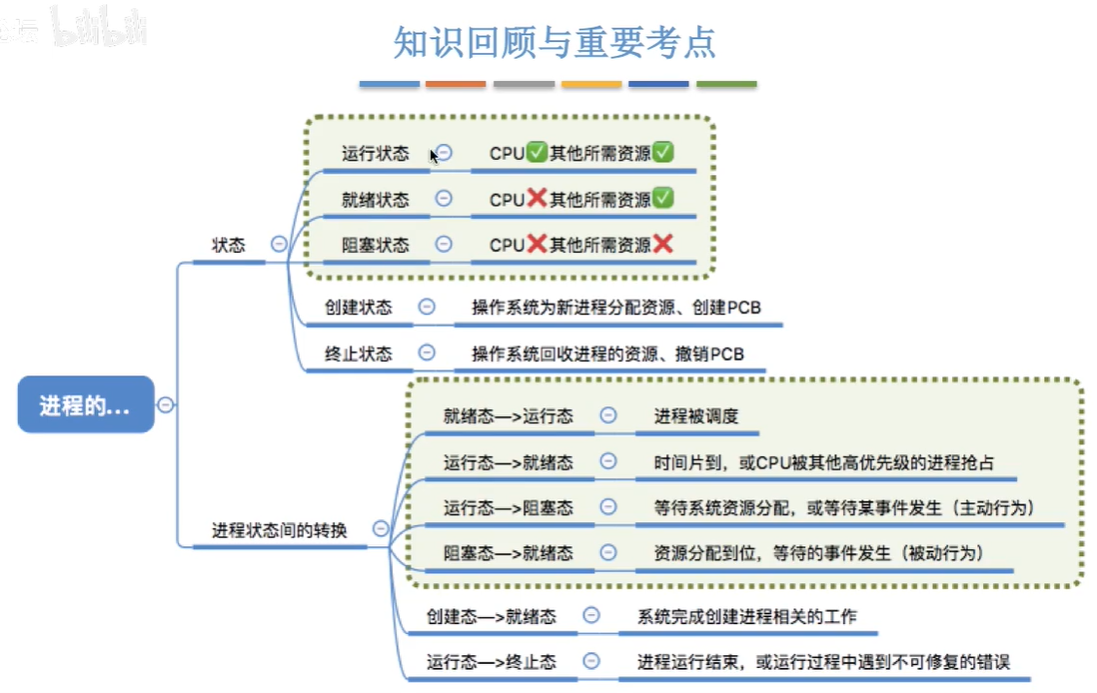 bilibili
知识回顾与重要考点
运行状态 CPU✅其他所需资源✅
就绪状态 CPU❌其他所需资源✅
状态 阻塞状态 CPU❌其他所需资源❌
创建状态 操作系统为新进程分配资源、创建PCB
终止状态 操作系统回收进程的资源、撤销PCB
进程的...
就绪态—>运行态 进程被调度
运行态—>就绪态 时间片到，或CPU被其他高优先级的进程抢占
运行态—>阻塞态 等待系统资源分配，或等待某事件发生（主动行为）
进程状态间的转换 阻塞态—>就绪态 资源分配到位，等待的事件发生（被动行为）
创建态—>就绪态 系统完成创建进程相关的工作
运行态—>终止态 进程运行结束，或运行过程中遇到不可修复的错误